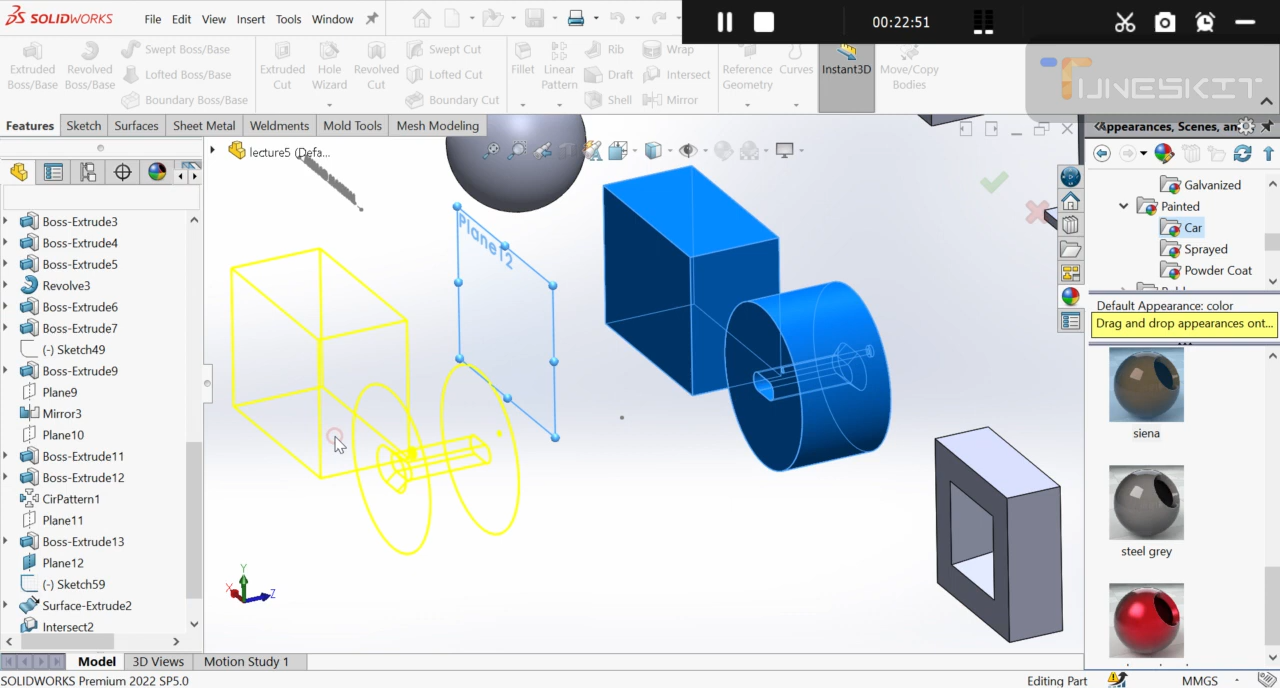 SOLIDWORKS
File Edit View Insert Tools Window
00:22:51
Extruded Boss/Base
Revolved Boss/Base
Swept Boss/Base
Lofted Boss/Base
Boundary Boss/Base
Extruded Cut
Hole Wizard
Revolved Cut
Swept Cut
Lofted Cut
Boundary Cut
Fillet
Linear Pattern
Rib
Draft
Shell
Wrap
Intersect
Mirror
Reference Geometry
Curves
Instant3D
Move/Copy Bodies
TUNESKIT
Features Sketch Surfaces Sheet Metal Weldments Mold Tools Mesh Modeling
Appearances, Scenes, an
lecture5 (Defa...
Boss-Extrude3
Boss-Extrude4
Boss-Extrude5
Revolve3
Boss-Extrude6
Boss-Extrude7
(-) Sketch49
Boss-Extrude9
Plane9
Mirror3
Plane10
Boss-Extrude11
Boss-Extrude12
CirPattern1
Plane11
Boss-Extrude13
Plane12
(-) Sketch59
Surface-Extrude2
Intersect2
Plane12
Y
X
Z
Galvanized
Painted
Car
Sprayed
Powder Coat
Default Appearance: color
Drag and drop appearances ont...
siena
steel grey
Model 3D Views Motion Study 1
SOLIDWORKS Premium 2022 SP5.0
Editing Part
MMGS